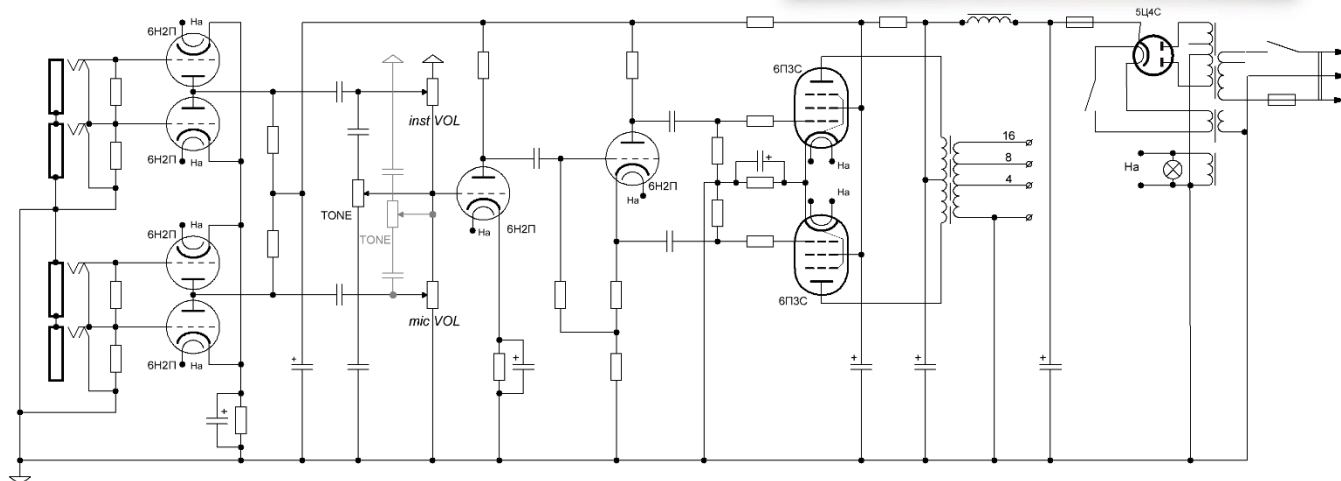 На
6Н2П
6Н2П
На
inst VOL
TONE
TONE
6Н2П
На
На
6Н2П
mic VOL
6Н2П
На
+
+
На
6Н2П
+
На
6Н2П
6П3С
+
На
На
6П3С
+
+
+
16
8
4
5Ц4С
На